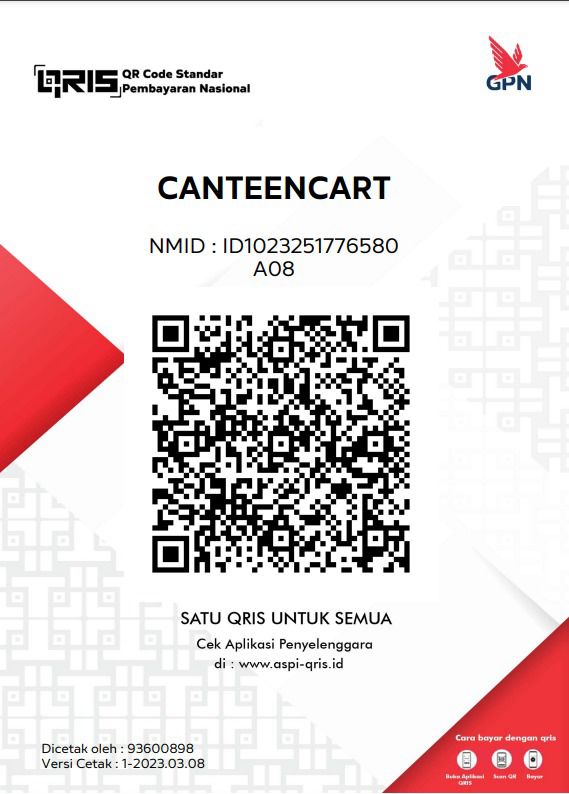 QRIS QR Code Standar
Pembayaran Nasional
GPN
CANTEENCART
NMID : ID1023251776580
A08
SATU QRIS UNTUK SEMUA
Cek Aplikasi Penyelenggara
di : www.aspi-qris.id
Dicetak oleh : 93600898
Versi Cetak : 1-2023.03.08
Cara bayar dengan qris
Buka Aplikasi
QRIS
Scan QR
Bayar